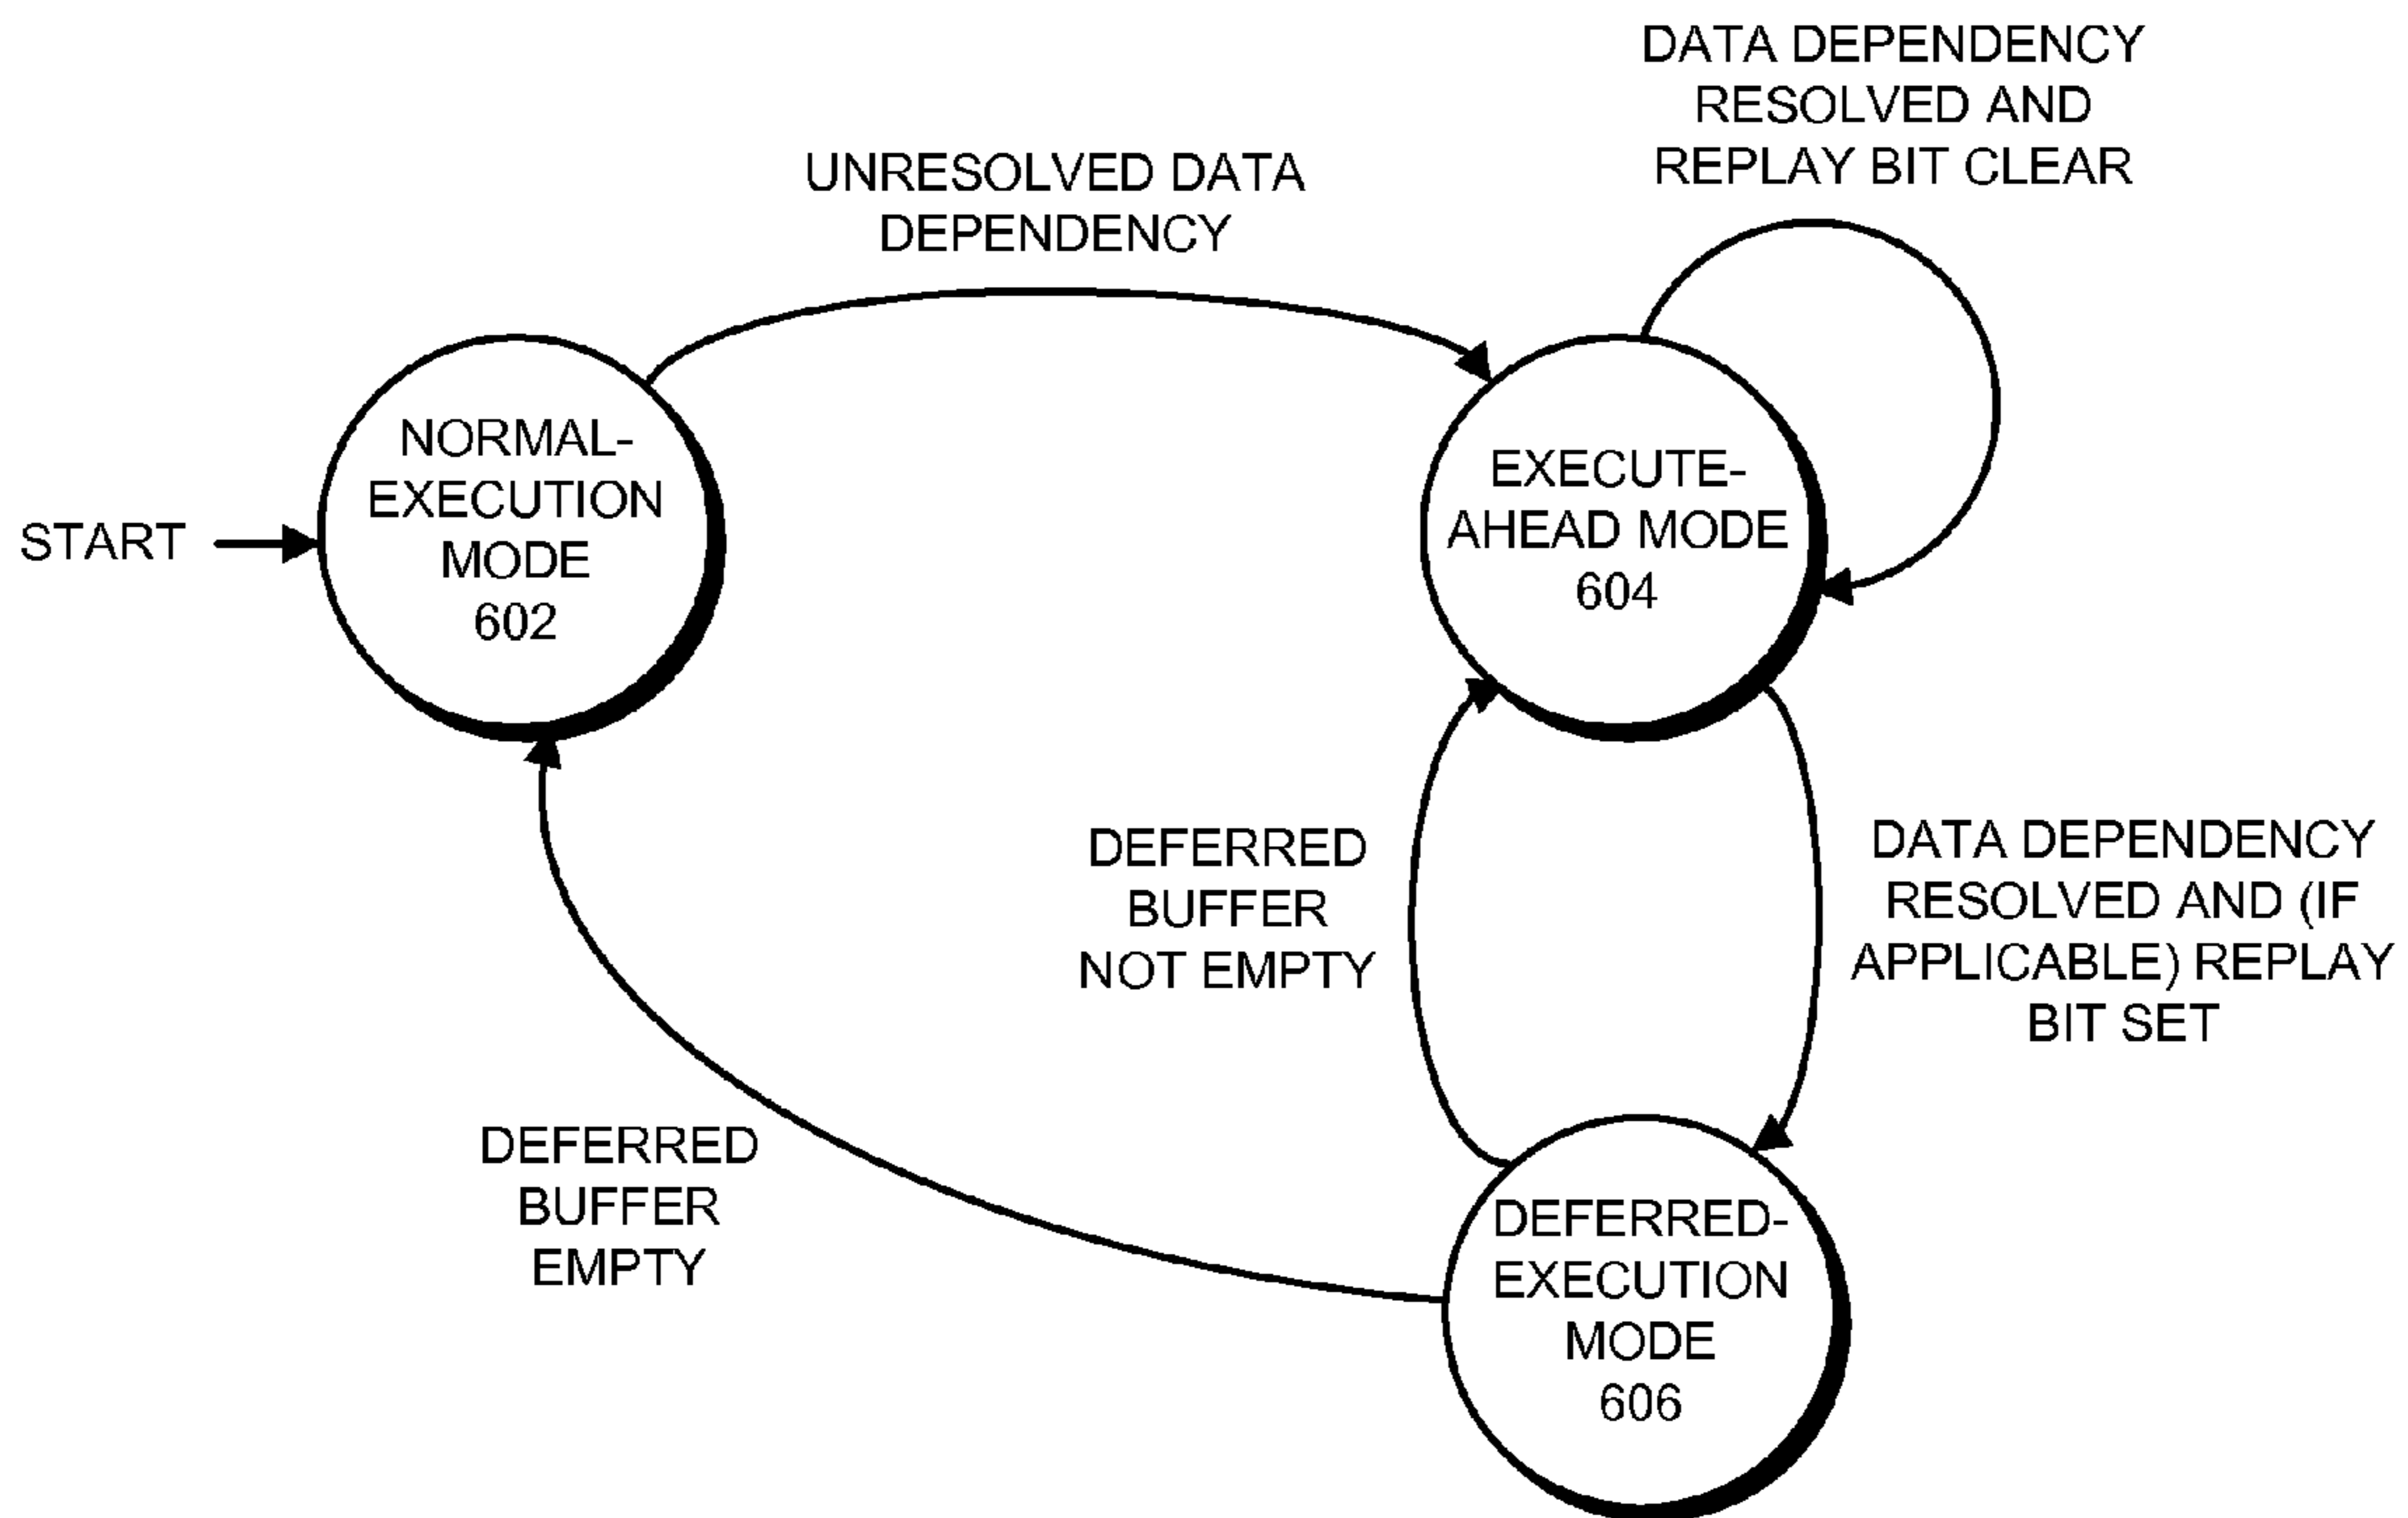 DATA DEPENDENCY
RESOLVED AND
REPLAY BIT CLEAR
UNRESOLVED DATA
DEPENDENCY
START
NORMAL-
EXECUTION
MODE
602
EXECUTE-
AHEAD MODE
604
DEFERRED
BUFFER
NOT EMPTY
DATA DEPENDENCY
RESOLVED AND (IF
APPLICABLE) REPLAY
BIT SET
DEFERRED
BUFFER
EMPTY
DEFERRED-
EXECUTION
MODE
606